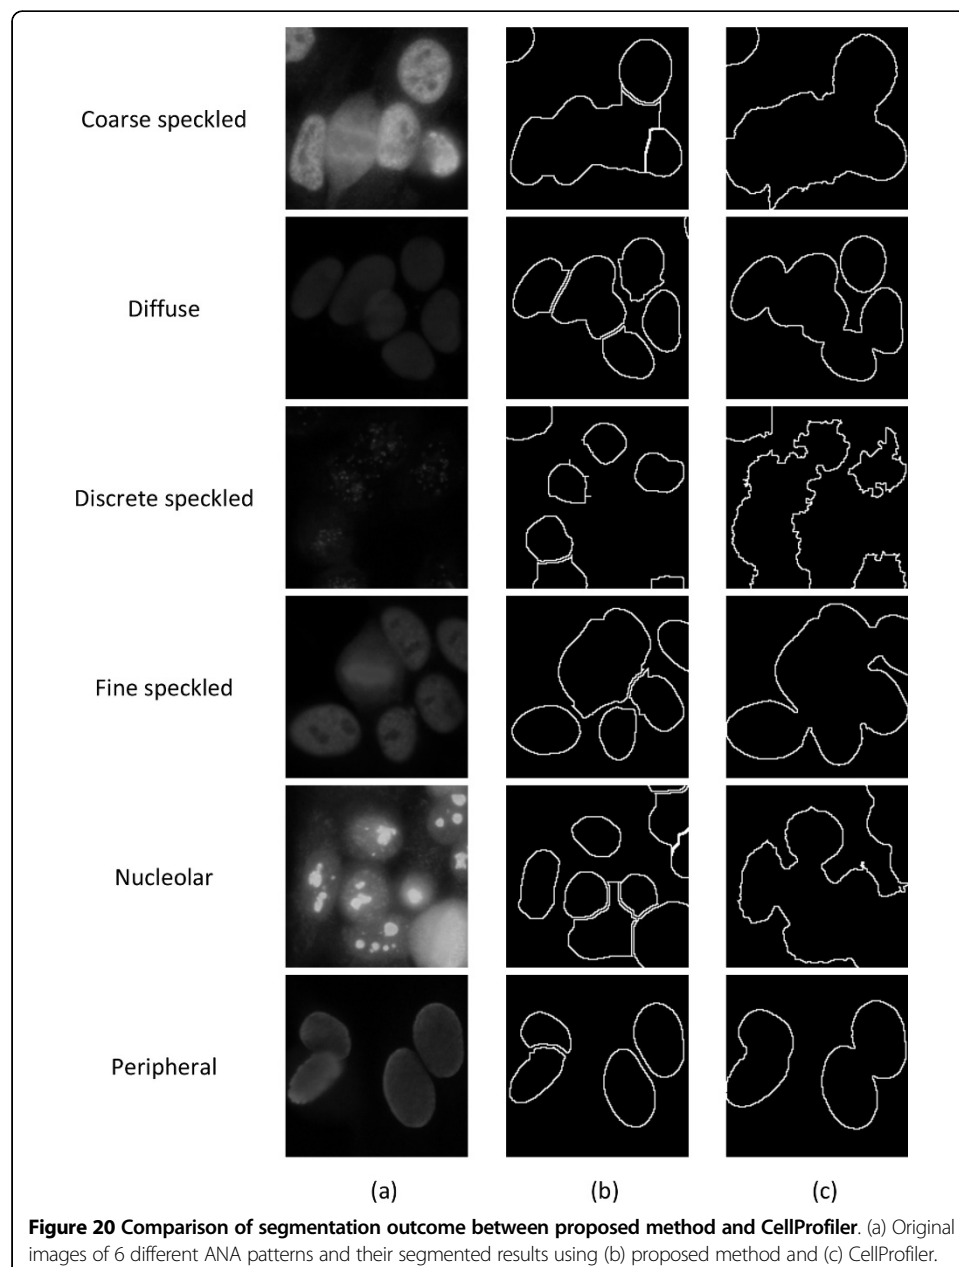 Coarse speckled
Diffuse
Discrete speckled
Fine speckled
Nucleolar
Peripheral
(a) (b) (c)
Figure 20 Comparison of segmentation outcome between proposed method and CellProfiler. (a) Original
images of 6 different ANA patterns and their segmented results using (b) proposed method and (c) CellProfiler.